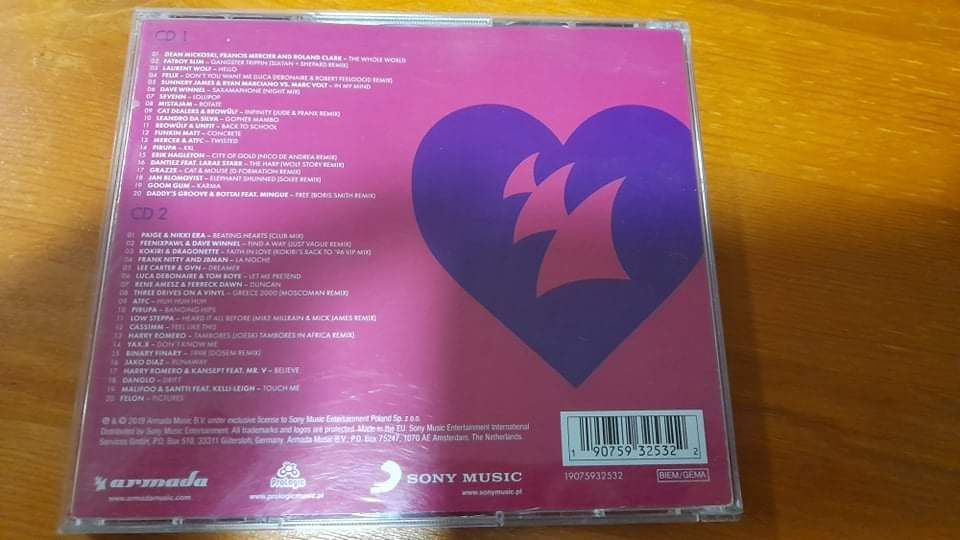 CD 1
01 DEAN MICKOSKI, FRANCIS MERCIER AND ROLAND CLARK – THE WHOLE WORLD
02 FATBOY SLIM – GANGSTER TRIPPIN (SULTAN + SHEPARD REMIX)
03 LAURENT WOLF – HELLO
04 FELIX – DON'T YOU WANT ME (LUCA DEBONAIRE & ROBERT FEELGOOD REMIX)
05 SUNNERY JAMES & RYAN MARCIANO VS. MARC VOLT – IN MY MIND
06 DAVE WINNEL – SAXAMAPHONE (NIGHT MIX)
07 SEVENN – LOLLIPOP
08 MISTAJAM – ROTATE
09 CAT DEALERS & BEOWÜLF – INFINITY (JUDE & FRANK REMIX)
10 LEANDRO DA SILVA – GOPHER MAMBO
11 BEOWÜLF & UNFIT – BACK TO SCHOOL
12 FUNKIN MATT – CONCRETE
13 MERCER & ATFC – TWISTED
14 PIRUPA – XXL
15 ERIK HAGLETON – CITY OF GOLD (NICO DE ANDREA REMIX)
16 DANTIEZ FEAT. LARAE STARR – THE HARP (WOLF STORY REMIX)
17 GRAZZE – CAT & MOUSE (D-FORMATION REMIX)
18 JAN BLOMQVIST – ELEPHANT SHUNNED (SOLEE REMIX)
19 GOOM GUM – KARMA
20 DADDY'S GROOVE & BOTTAI FEAT. MINGUE – FREE (BORIS SMITH REMIX)
CD 2
01 PAIGE & NIKKI ERA – BEATING HEARTS (CLUB MIX)
02 FEENIXPAWL & DAVE WINNEL – FIND A WAY (JUST VAGUE REMIX)
03 KOKIRI & DRAGONETTE – FAITH IN LOVE (KOKIRI'S BACK TO '96 VIP MIX)
04 FRANK NITTY AND JBMAN – LA NOCHE
05 LEE CARTER & GVN – DREAMER
06 LUCA DEBONAIRE & TOM BOYE – LET ME PRETEND
07 RENE AMESZ & FERRECK DAWN – DUNCAN
08 THREE DRIVES ON A VINYL – GREECE 2000 (MOSCOMAN REMIX)
09 ATFC – HUH HUH HUH
10 PIRUPA – BANGING HIPS
11 LOW STEPPA – HEARD IT ALL BEFORE (MIKE MILLRAIN & MICK JAMES REMIX)
12 CASSIMM – FEEL LIKE THIS
13 HARRY ROMERO – TAMBORES (JOESKI TAMBORES IN AFRICA REMIX)
14 YAX.X – DON'T KNOW ME
15 BINARY FINARY – 1998 (DOSEM REMIX)
16 JAKO DIAZ – RUNAWAY
17 HARRY ROMERO & KANSEPT FEAT. MR. V – BELIEVE
18 DANGLO – DRIFT
19 MALIFOO & SANTTI FEAT. KELLI-LEIGH – TOUCH ME
20 FELON – PICTURES
℗ & © 2019 Armada Music B.V. under exclusive license to Sony Music Entertainment Poland Sp. z o.o.
Distributed by Sony Music Entertainment. All trademarks and logos are protected. Made in the EU. Sony Music Entertainment International
Services GmbH, P.O. Box 510, 33311 Gütersloh, Germany. Armada Music B.V., P.O. Box 75247, 1070 AE Amsterdam, The Netherlands.
1 90759 32532 2
armada
www.armadamusic.com
ProLogic
www.prologicmusic.pl
SONY MUSIC
www.sonymusic.pl
19075932532
BIEM/GEMA